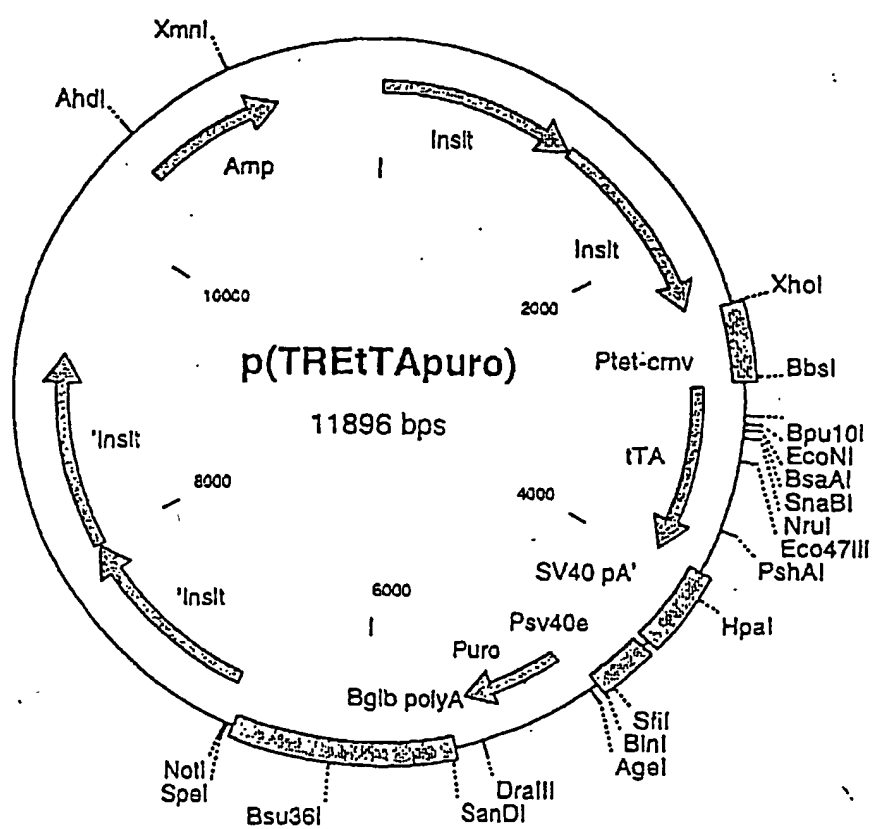 XmnI
AhdI
Amp
Inslt
Inslt
XhoI
10000
2000
p(TREtTApuro)
11896 bps
Ptet-cmv
BbsI
'Inslt
tTA
Bpu10I
EcoNI
BsaAI
SnaBI
NruI
Eco47III
PshAI
8000
4000
SV40 pA'
'Inslt
6000
Psv40e
HpaI
Puro
Bglb polyA
SfiI
BlnI
AgeI
NotI
SpeI
Bsu36I
DraIII
SanDI